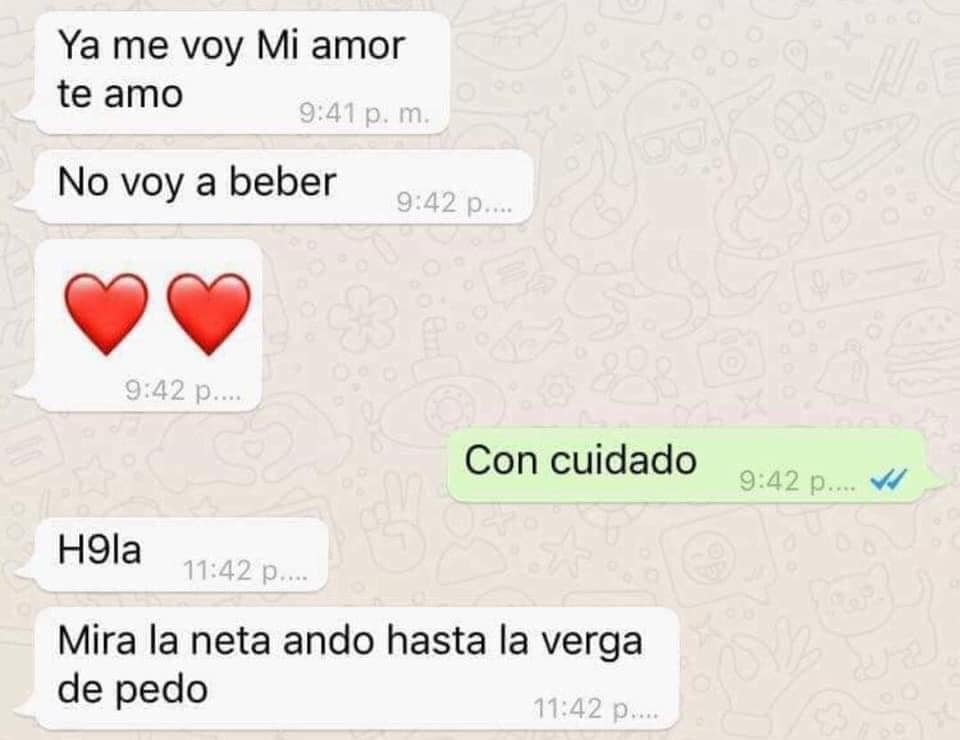 Ya me voy Mi amor
te amo
9:41 p. m.
No voy a beber
9:42 p....
❤️❤️
9:42 p....
Con cuidado
9:42 p....
H9la
11:42 p....
Mira la neta ando hasta la verga
de pedo
11:42 p....